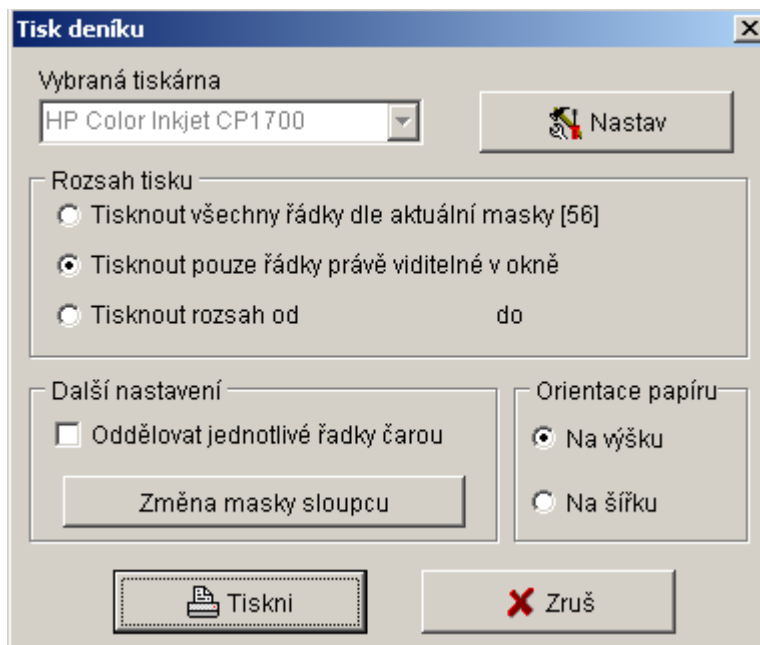 Tisk deníku
Vybraná tiskárna
HP Color Inkjet CP1700
Nastav
Rozsah tisku
Tisknout všechny řádky dle aktuální masky [56]
Tisknout pouze řádky právě viditelné v okně
Tisknout rozsah od do
Další nastavení
Oddělovat jednotlivé řadky čarou
Změna masky sloupcu
Orientace papíru
Na výšku
Na šířku
Tiskni
Zruš